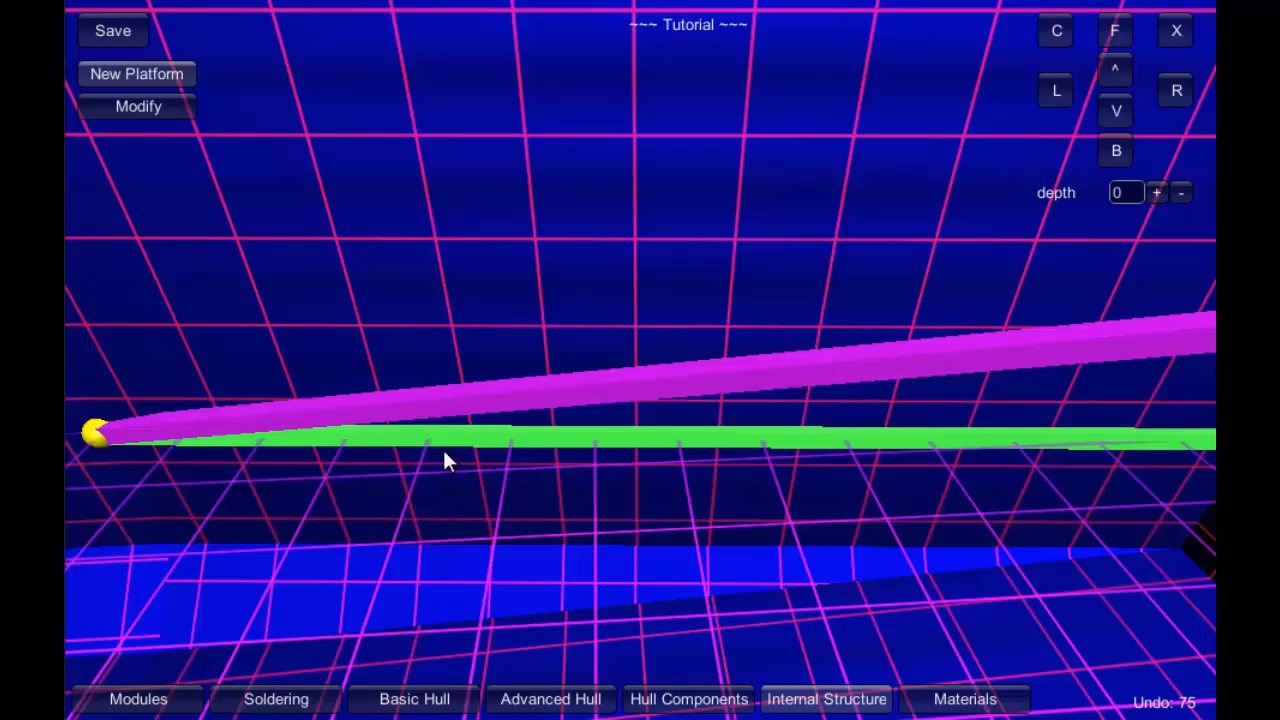 Save
~~~ Tutorial ~~~
C F X
New Platform
^
Modify
L R
V
B
depth 0 + -
Modules Soldering Basic Hull Advanced Hull Hull Components Internal Structure Materials Undo: 75